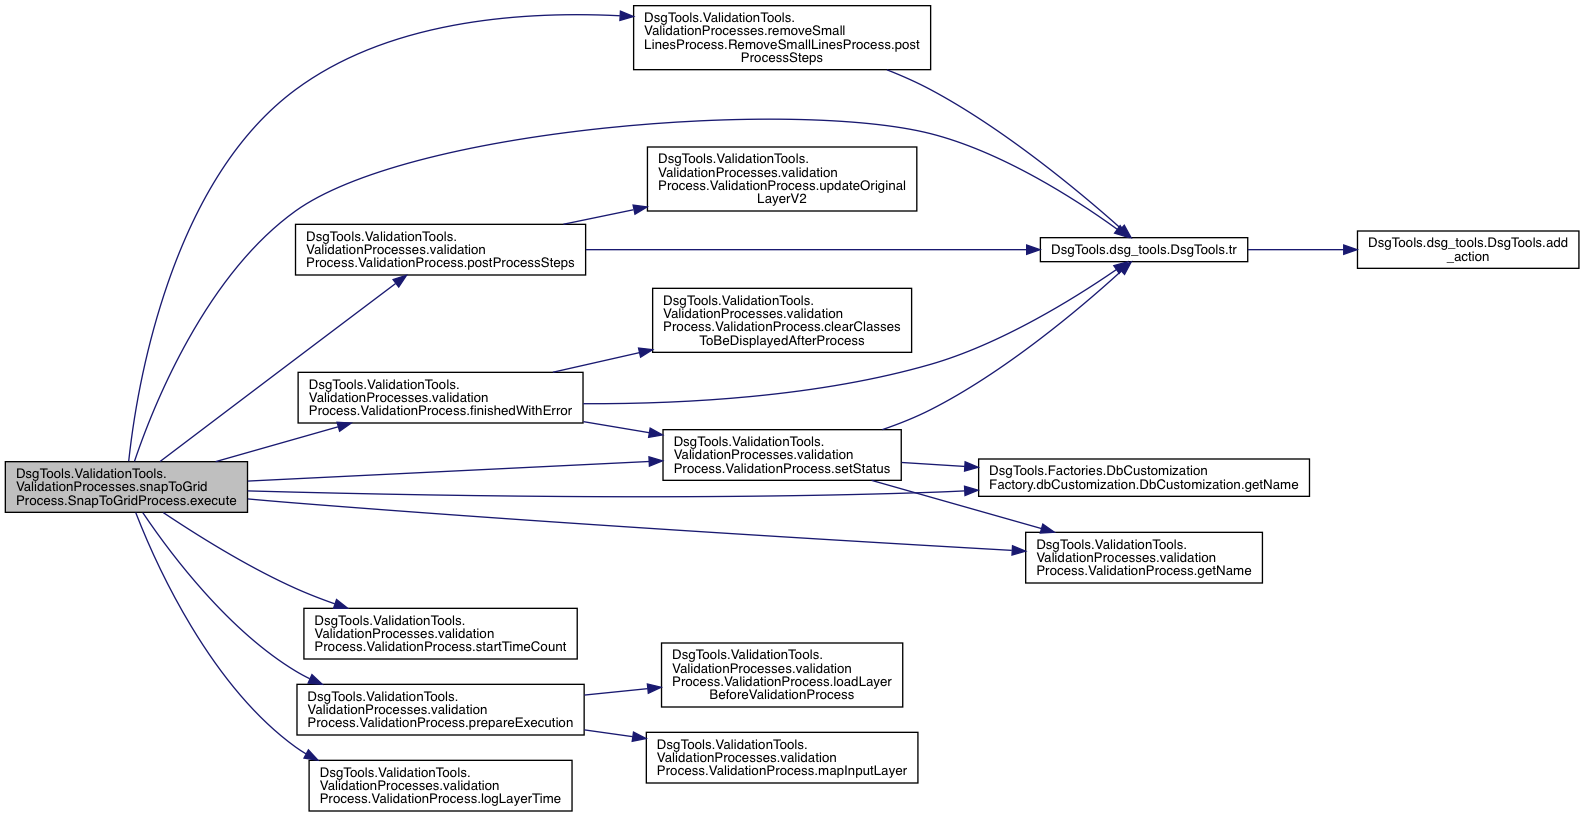 DsgTools.ValidationTools.
ValidationProcesses.removeSmall
LinesProcess.RemoveSmallLinesProcess.post
ProcessSteps
DsgTools.ValidationTools.
ValidationProcesses.validation
Process.ValidationProcess.updateOriginal
LayerV2
DsgTools.ValidationTools.
ValidationProcesses.validation
Process.ValidationProcess.postProcessSteps
DsgTools.dsg_tools.DsgTools.tr
DsgTools.dsg_tools.DsgTools.add
_action
DsgTools.ValidationTools.
ValidationProcesses.validation
Process.ValidationProcess.clearClasses
ToBeDisplayedAfterProcess
DsgTools.ValidationTools.
ValidationProcesses.validation
Process.ValidationProcess.finishedWithError
DsgTools.ValidationTools.
ValidationProcesses.validation
Process.ValidationProcess.setStatus
DsgTools.ValidationTools.
ValidationProcesses.snapToGrid
Process.SnapToGridProcess.execute
DsgTools.Factories.DbCustomization
Factory.dbCustomization.DbCustomization.getName
DsgTools.ValidationTools.
ValidationProcesses.validation
Process.ValidationProcess.getName
DsgTools.ValidationTools.
ValidationProcesses.validation
Process.ValidationProcess.startTimeCount
DsgTools.ValidationTools.
ValidationProcesses.validation
Process.ValidationProcess.loadLayer
BeforeValidationProcess
DsgTools.ValidationTools.
ValidationProcesses.validation
Process.ValidationProcess.prepareExecution
DsgTools.ValidationTools.
ValidationProcesses.validation
Process.ValidationProcess.mapInputLayer
DsgTools.ValidationTools.
ValidationProcesses.validation
Process.ValidationProcess.logLayerTime